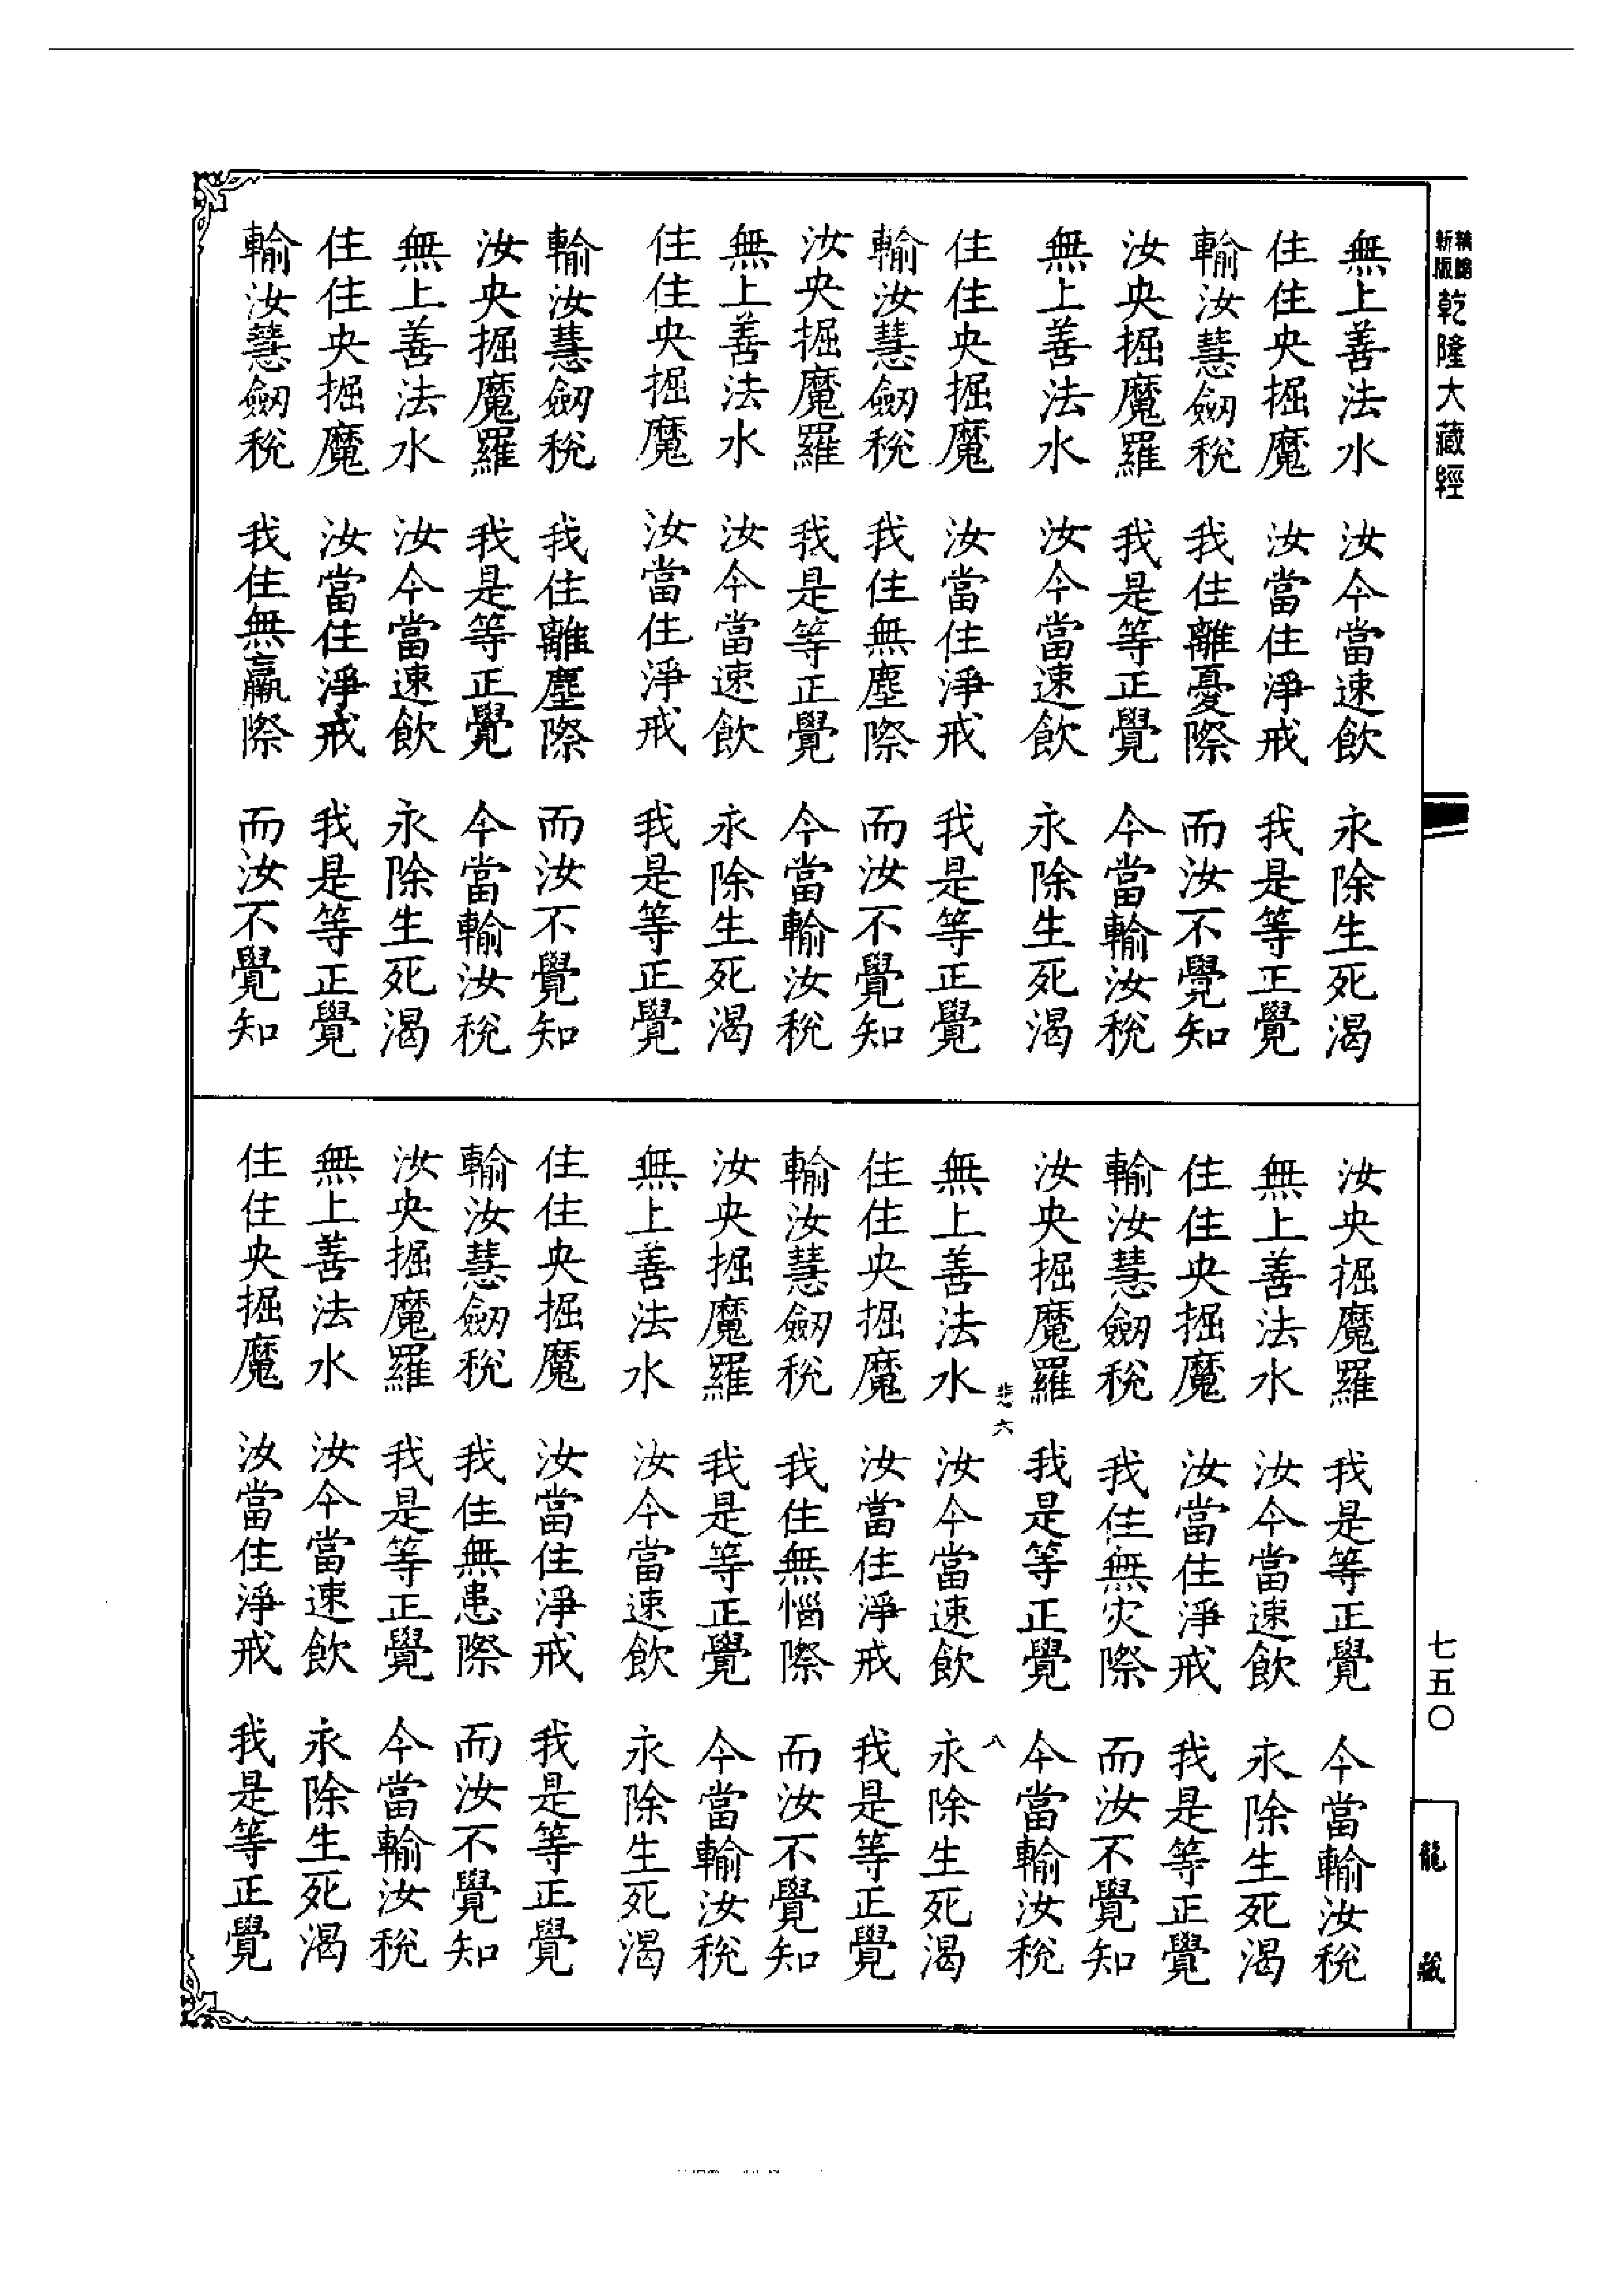 新版 乾隆大藏經
無上善法水 汝今當速飲 永除生死渴
住住央掘魔 汝當住淨戒 我是等正覺
輸汝慧劒稅 我住離憂際 而汝不覺知
汝央掘魔羅 我是等正覺 今當輸汝稅
無上善法水 汝今當速飲 永除生死渴
住住央掘魔 汝當住淨戒 我是等正覺
輸汝慧劒稅 我住無塵際 而汝不覺知
汝央掘魔羅 我是等正覺 今當輸汝稅
無上善法水 汝今當速飲 永除生死渴
住住央掘魔 汝當住淨戒 我是等正覺
輸汝慧劒稅 我住離塵際 而汝不覺知
汝央掘魔羅 我是等正覺 今當輸汝稅
無上善法水 汝今當速飲 永除生死渴
住住央掘魔 汝當住淨戒 我是等正覺
輸汝慧劒稅 我住無羸際 而汝不覺知
汝央掘魔羅 我是等正覺 今當輸汝稅
無上善法水 汝今當速飲 永除生死渴
住住央掘魔 汝當住淨戒 我是等正覺
輸汝慧劒稅 我住無灾際 而汝不覺知
汝央掘魔羅 我是等正覺 今當輸汝稅
悲六 八
無上善法水 汝今當速飲 永除生死渴
住住央掘魔 汝當住淨戒 我是等正覺
輸汝慧劒稅 我住無惱際 而汝不覺知
汝央掘魔羅 我是等正覺 今當輸汝稅
無上善法水 汝今當速飲 永除生死渴
住住央掘魔 汝當住淨戒 我是等正覺
輸汝慧劒稅 我住無患際 而汝不覺知
汝央掘魔羅 我是等正覺 今當輸汝稅
無上善法水 汝今當速飲 永除生死渴
住住央掘魔 汝當住淨戒 我是等正覺
七五〇
龍藏